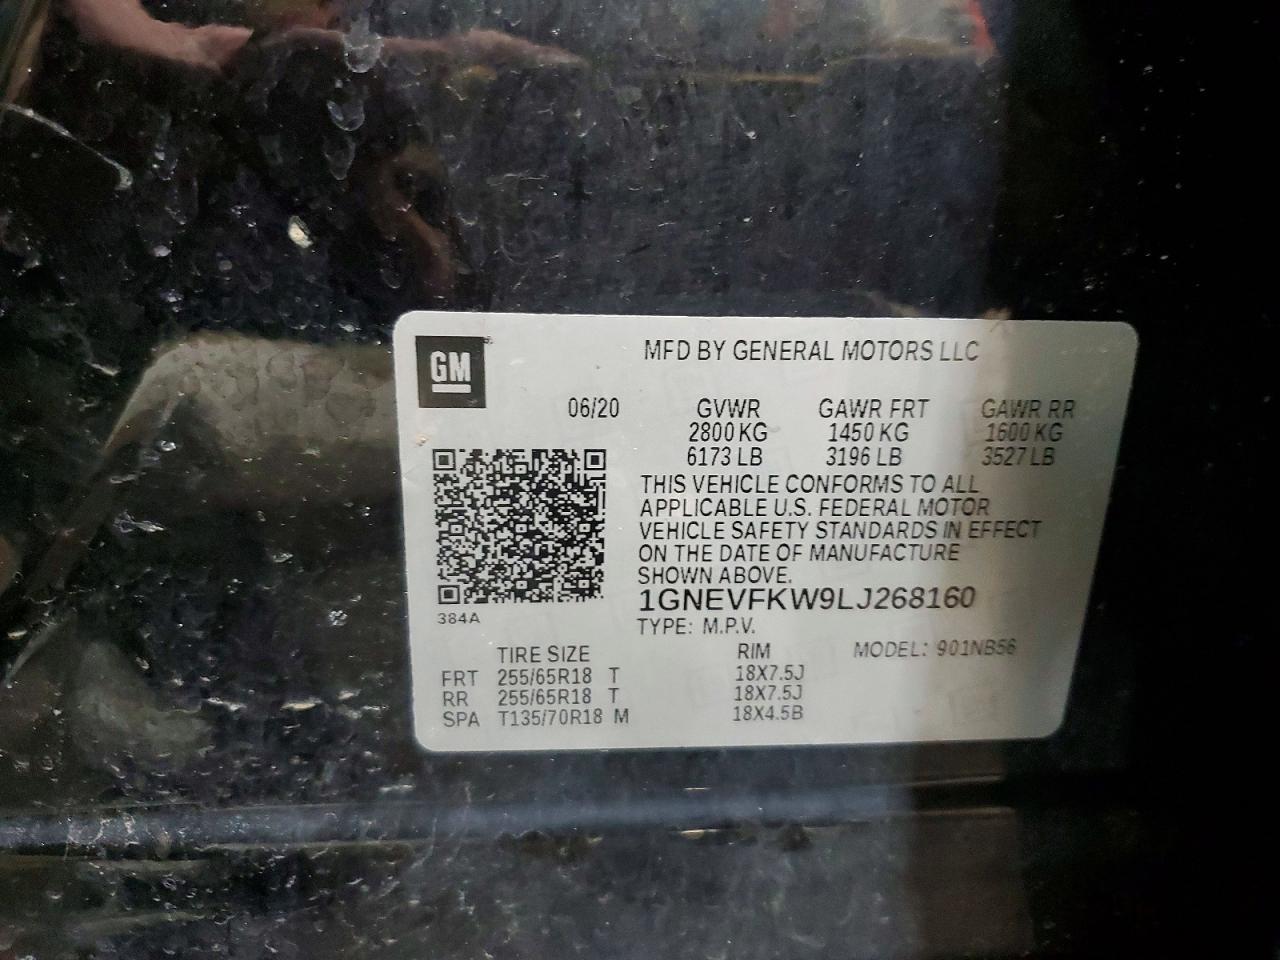 GM
MFD BY GENERAL MOTORS LLC
06/20 GVWR GAWR FRT GAWR RR
2800 KG 1450 KG 1600 KG
6173 LB 3196 LB 3527 LB
THIS VEHICLE CONFORMS TO ALL
APPLICABLE U.S. FEDERAL MOTOR
VEHICLE SAFETY STANDARDS IN EFFECT
ON THE DATE OF MANUFACTURE
SHOWN ABOVE.
1GNEVFKW9LJ268160
384A
TYPE: M.P.V.
TIRE SIZE RIM MODEL: 901NB56
FRT 255/65R18 T 18X7.5J
RR 255/65R18 T 18X7.5J
SPA T135/70R18 M 18X4.5B